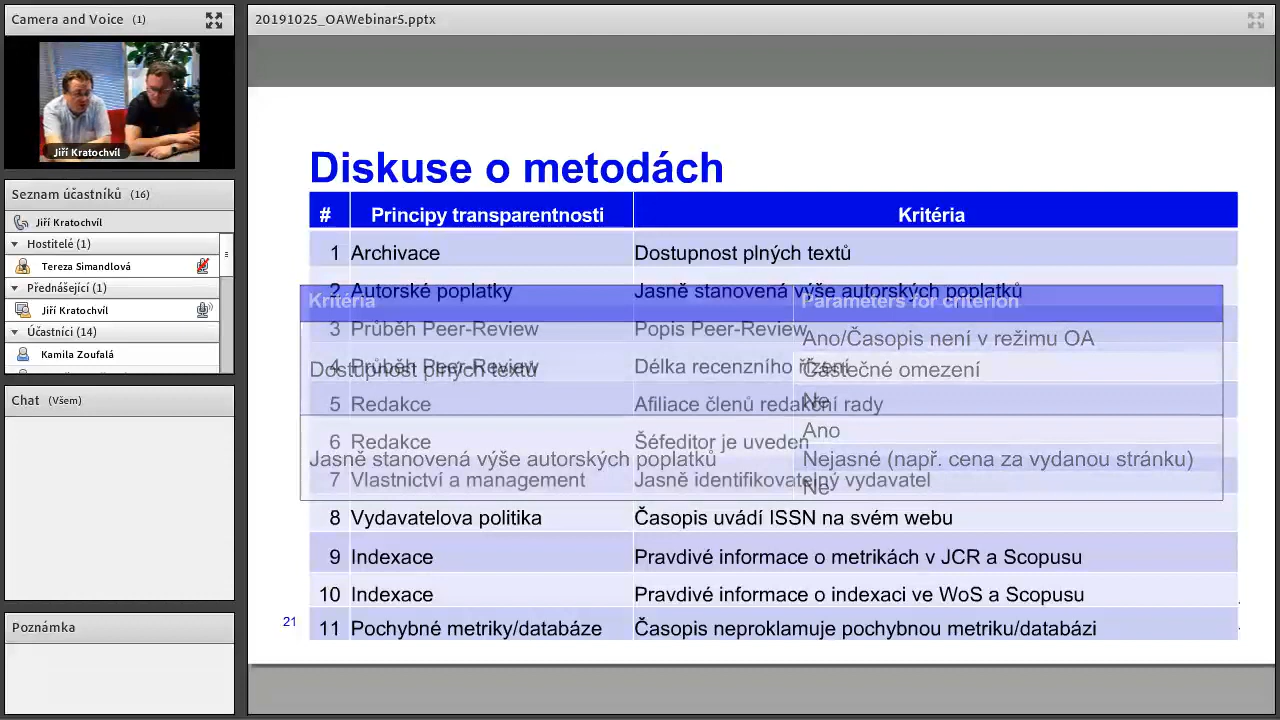 Camera and Voice (1)
20191025_OAWebinar5.pptx
Jiří Kratochvíl
Seznam účastníků (16)
Jiří Kratochvíl
Hostitelé (1)
Tereza Simandlová
Přednášející (1)
Jiří Kratochvíl
Účastníci (14)
Kamila Zoufalá
Chat (Všem)
Poznámka
Diskuse o metodách
# Principy transparentnosti Kritéria
1 Archivace Dostupnost plných textů
2 Autorské poplatky Jasně stanovená výše autorských poplatků
3 Průběh Peer-Review Popis Peer-Review
4 Průběh Peer-Review Délka recenzního řízení
5 Redakce Afiliace členů redakční rady
6 Redakce Šéfeditor je uveden
7 Vlastnictví a management Jasně identifikovatelný vydavatel
8 Vydavatelova politika Časopis uvádí ISSN na svém webu
9 Indexace Pravdivé informace o metrikách v JCR a Scopusu
10 Indexace Pravdivé informace o indexaci ve WoS a Scopusu
11 Pochybné metriky/databáze Časopis neproklamuje pochybnou metriku/databázi
Kritéria Parameters for criterion
Dostupnost plných textů
Ano/Časopis není v režimu OA
Částečné omezení
Ne
Jasně stanovená výše autorských poplatků
Ano
Nejasné (např. cena za vydanou stránku)
Ne
21